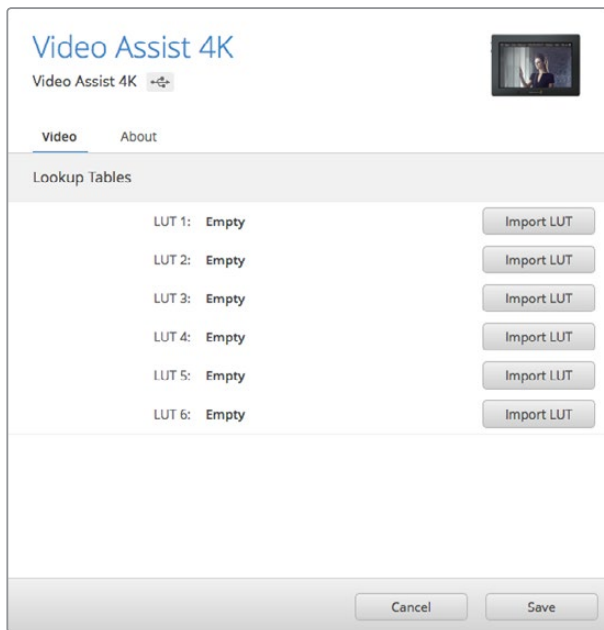 Video Assist 4K
Video Assist 4K
Video About
Lookup Tables
LUT 1: Empty Import LUT
LUT 2: Empty Import LUT
LUT 3: Empty Import LUT
LUT 4: Empty Import LUT
LUT 5: Empty Import LUT
LUT 6: Empty Import LUT
Cancel Save